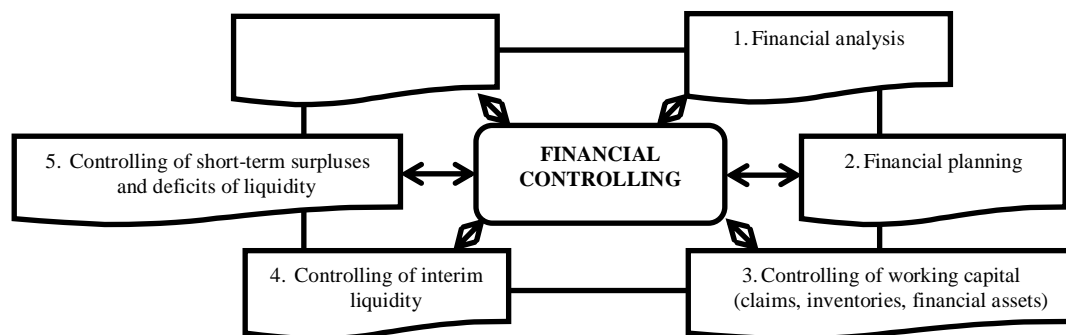 1. Financial analysis
5. Controlling of short-term surpluses
and deficits of liquidity
FINANCIAL
CONTROLLING
2. Financial planning
4. Controlling of interim
liquidity
3. Controlling of working capital
(claims, inventories, financial assets)